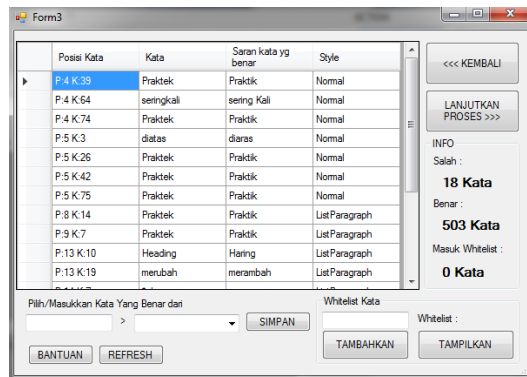 Form3
Posisi Kata Kata Saran kata yg benar Style
P:4 K:39 Praktek Praktik Normal
P:4 K:64 seringkali sering Kali Normal
P:4 K:74 Praktek Praktik Normal
P:5 K:3 diatas diaras Normal
P:5 K:26 Praktek Praktik Normal
P:5 K:42 Praktek Praktik Normal
P:5 K:75 Praktek Praktik Normal
P:8 K:14 Praktek Praktik ListParagraph
P:9 K:7 Praktek Praktik ListParagraph
P:13 K:10 Heading Haring ListParagraph
P:13 K:19 merubah merambah ListParagraph
<<< KEMBALI
LANJUTKAN
PROSES >>>
INFO
Salah :
18 Kata
Benar :
503 Kata
Masuk Whitelist :
0 Kata
Pilih/Masukkan Kata Yang Benar dari
> SIMPAN
BANTUAN REFRESH
Whitelist Kata
Whitelist :
TAMBAHKAN TAMPILKAN